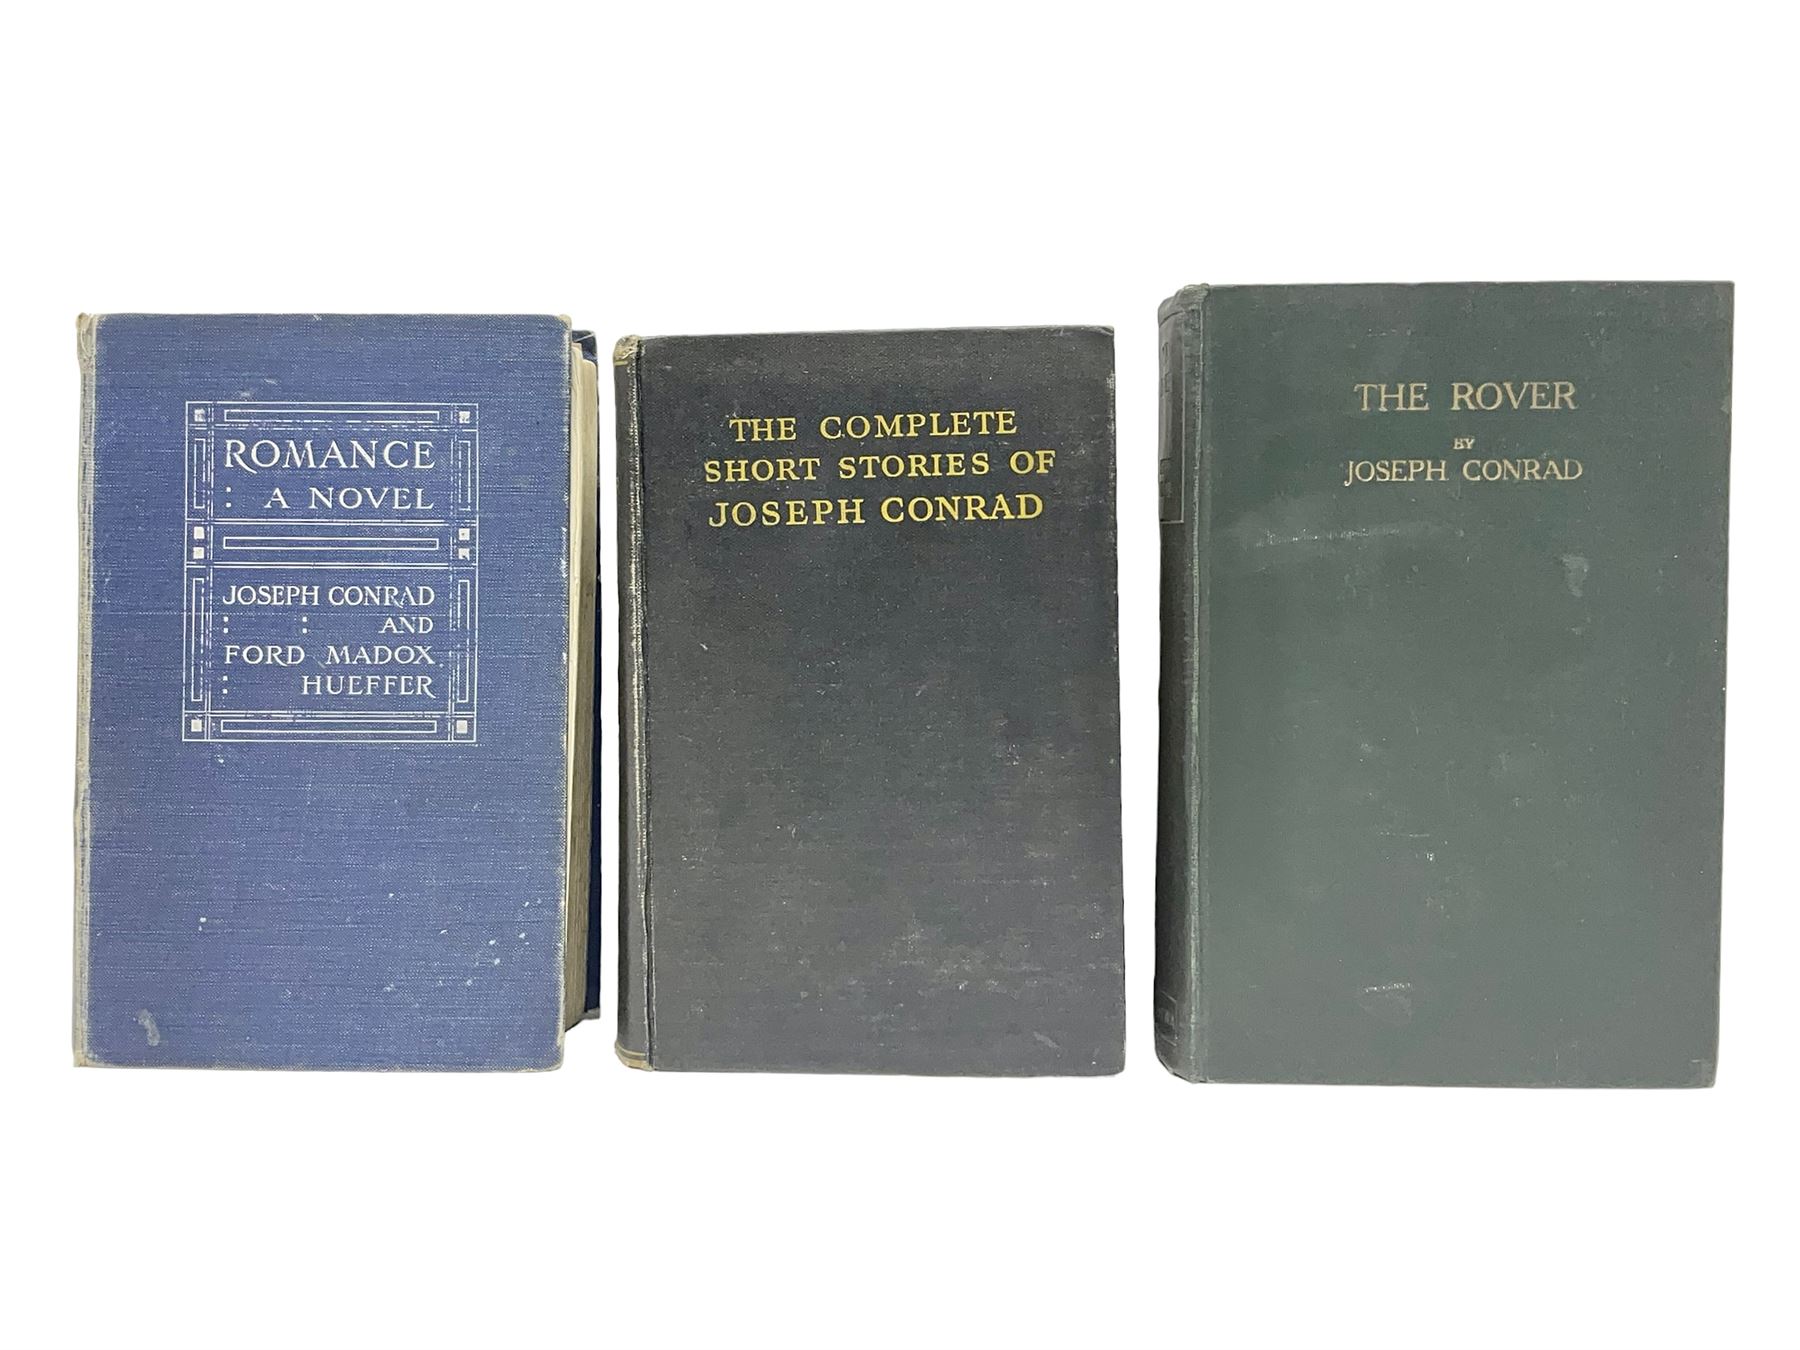 ROMANCE
: A NOVEL
JOSEPH CONRAD
: : AND
FORD MADOX
: HUEFFER
THE COMPLETE
SHORT STORIES OF
JOSEPH CONRAD
THE ROVER
BY
JOSEPH CONRAD